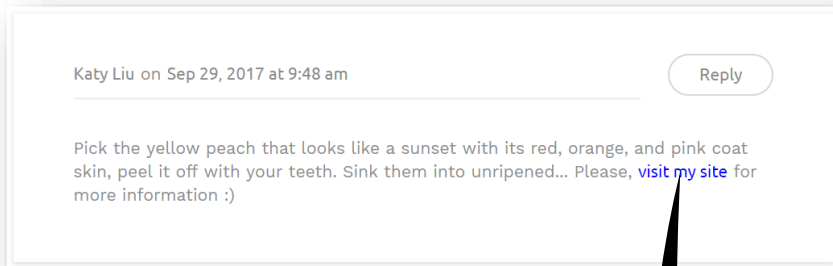 Katy Liu on Sep 29, 2017 at 9:48 am
Reply
Pick the yellow peach that looks like a sunset with its red, orange, and pink coat
skin, peel it off with your teeth. Sink them into unripened... Please, visit my site for
more information :)